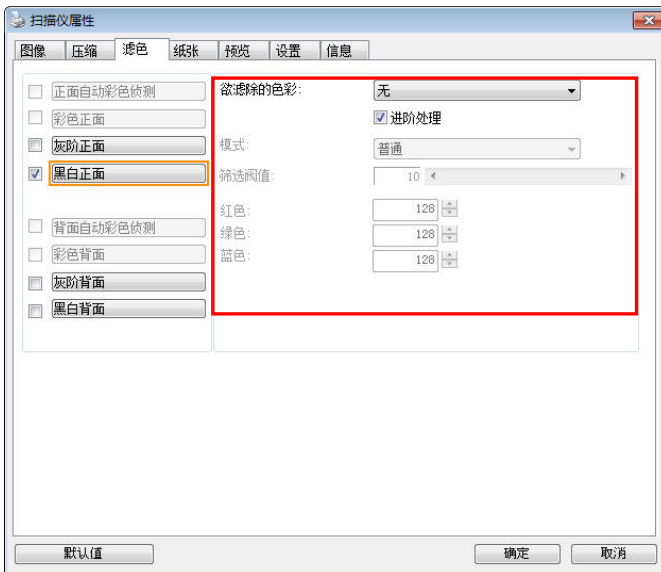 扫描仪属性
图像 压缩 滤色 纸张 预览 设置 信息
正面自动彩色侦测
彩色正面
灰阶正面
黑白正面
背面自动彩色侦测
彩色背面
灰阶背面
黑白背面
欲滤除的色彩: 无
进阶处理
模式: 普通
筛选阀值: 10
红色: 128
绿色: 128
蓝色: 128
默认值 确定 取消